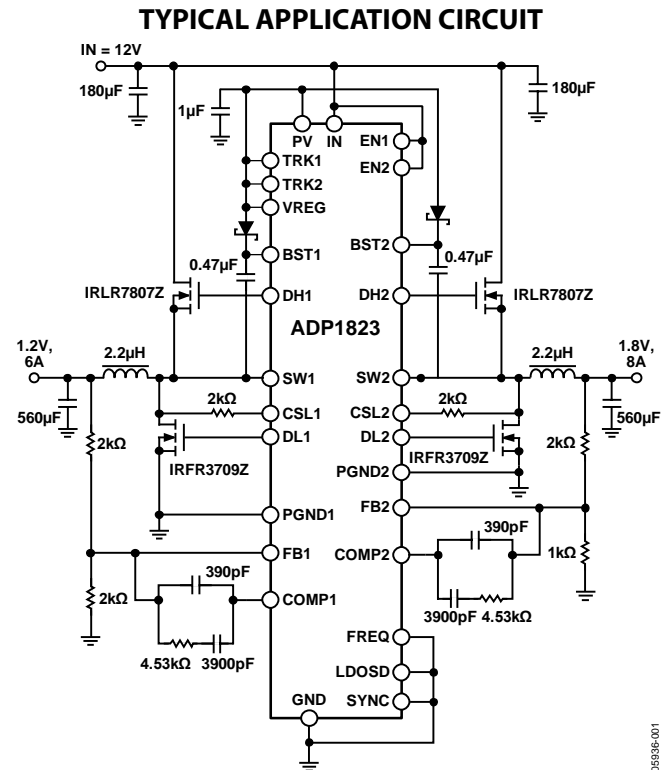 TYPICAL APPLICATION CIRCUIT
IN = 12V
180µF
1µF
180µF
PV
IN
EN1
EN2
TRK1
TRK2
VREG
BST1
BST2
0.47µF
0.47µF
IRLR7807Z
DH1
DH2
IRLR7807Z
ADP1823
1.2V,
6A
2.2µH
SW1
SW2
2.2µH
1.8V,
8A
560µF
2kΩ
CSL1
CSL2
2kΩ
560µF
2kΩ
DL1
DL2
2kΩ
IRFR3709Z
IRFR3709Z
PGND2
PGND1
FB2
390pF
FB1
COMP2
1kΩ
390pF
2kΩ
COMP1
3900pF
4.53kΩ
4.53kΩ
3900pF
FREQ
LDOSD
GND
SYNC
05936-001